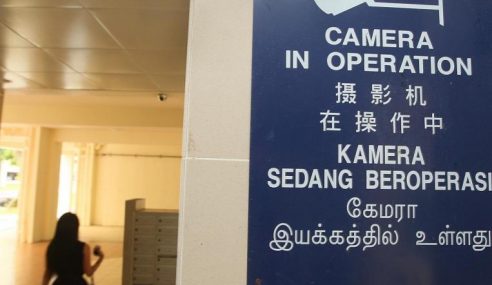 CAMERA
IN OPERATION
摄影机
在操作中
KAMERA
SEDANG BEROPERASI
கேமரா
இயக்கத்தில் உள்ளது